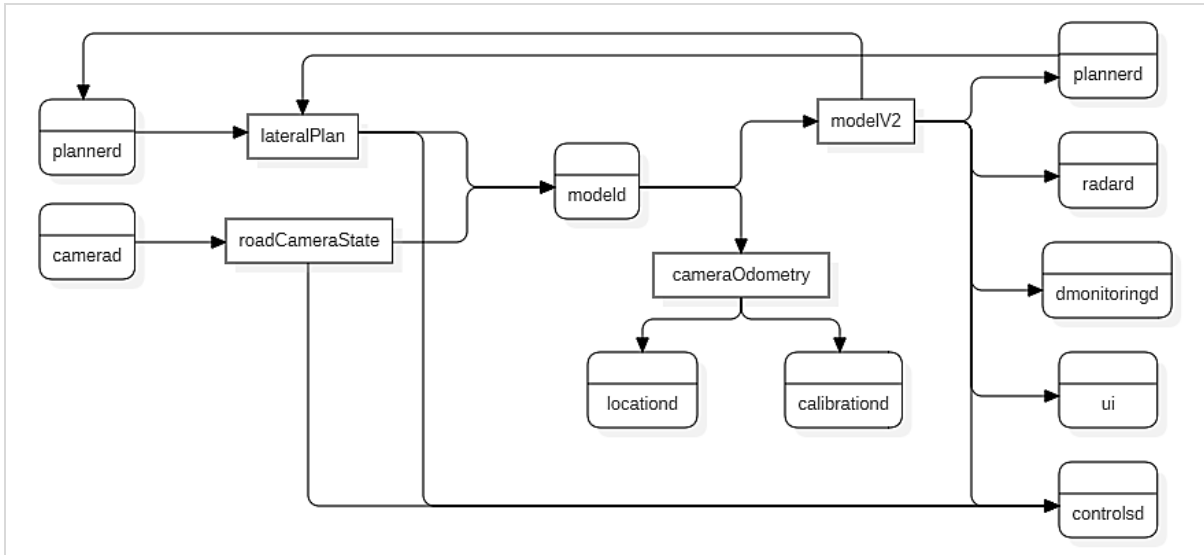 plannerd
lateralPlan
modelV2
plannerd
radard
modeld
camerad
roadCameraState
cameraOdometry
dmonitoringd
locationd
calibrationd
ui
controlsd